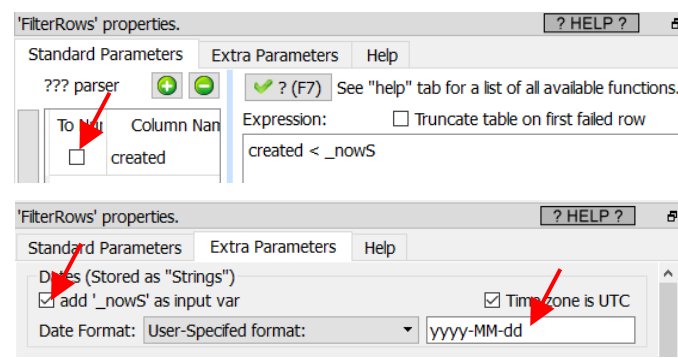 'FilterRows' properties. ? HELP ?
Standard Parameters Extra Parameters Help
??? parser ? (F7) See "help" tab for a list of all available functions.
To Column Nam Expression: Truncate table on first failed row
created created < _nowS
'FilterRows' properties. ? HELP ?
Standard Parameters Extra Parameters Help
Dates (Stored as "Strings")
add '_nowS' as input var Time zone is UTC
Date Format: User-Specifed format: yyyy-MM-dd